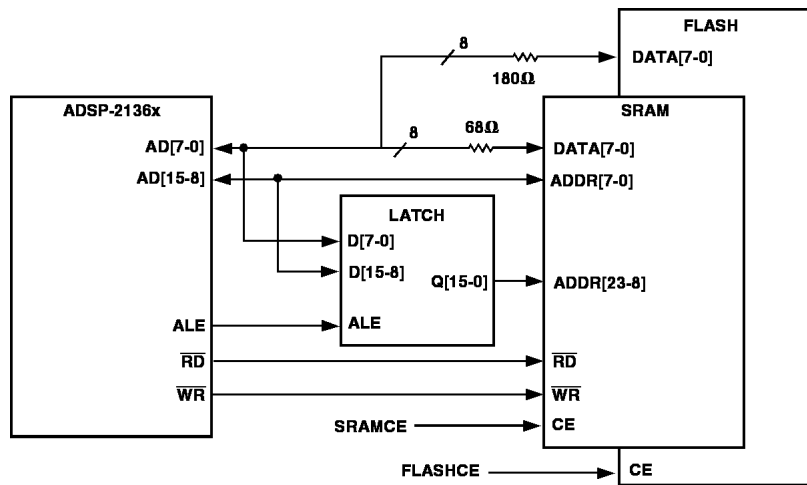 FLASH
8
DATA[7-0]
180Ω
ADSP-2136x
SRAM
AD[7-0]
8
68Ω
DATA[7-0]
AD[15-8]
ADDR[7-0]
LATCH
D[7-0]
D[15-8]
Q[15-0]
ADDR[23-8]
ALE
ALE
RD
RD
WR
WR
SRAMCE
CE
FLASHCE
CE